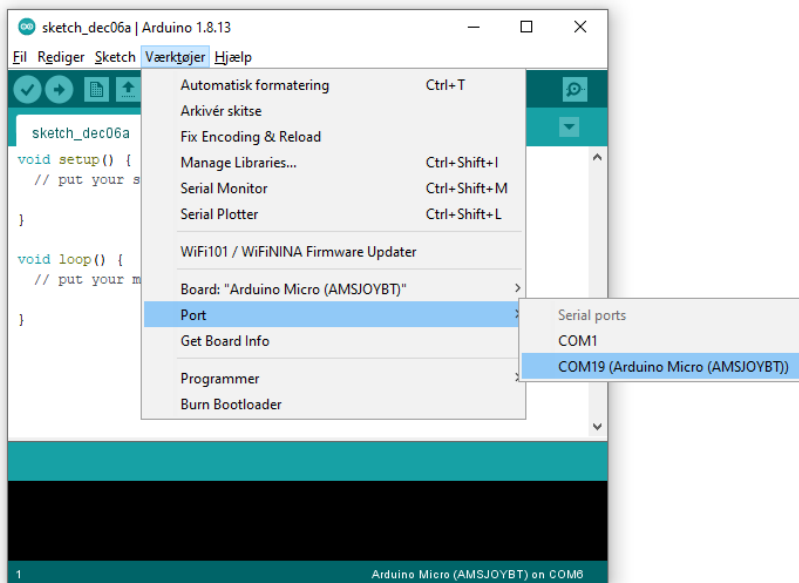 sketch_dec06a | Arduino 1.8.13
Fil Rediger Sketch Værktøjer Hjælp
sketch_dec06a
void setup() {
// put your s
}
void loop() {
// put your m
}
Automatisk formatering Ctrl+T
Arkivér skitse
Fix Encoding & Reload
Manage Libraries... Ctrl+Shift+I
Serial Monitor Ctrl+Shift+M
Serial Plotter Ctrl+Shift+L
WiFi101 / WiFiNINA Firmware Updater
Board: "Arduino Micro (AMSJOYBT)"
Port
Get Board Info
Programmer
Burn Bootloader
Serial ports
COM1
COM19 (Arduino Micro (AMSJOYBT))
1 Arduino Micro (AMSJOYBT) on COM6